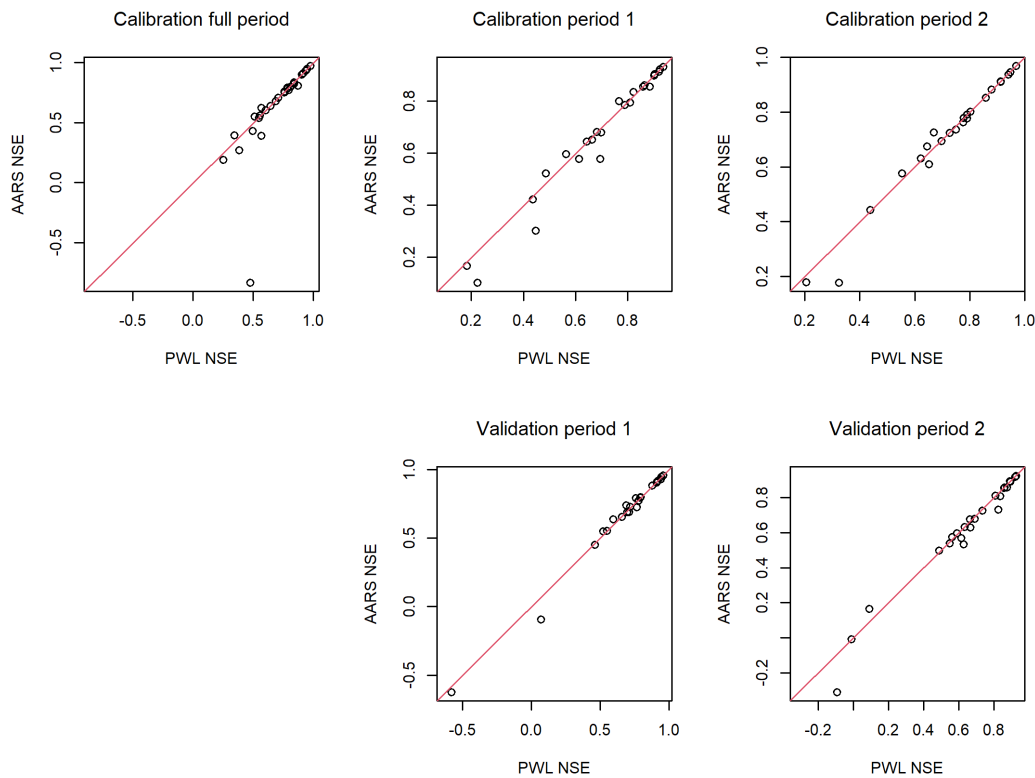 Calibration full period
AARS NSE
1.0
0.5
0.0
-0.5
-0.5 0.0 0.5 1.0
PWL NSE
Calibration period 1
AARS NSE
0.8
0.6
0.4
0.2
0.2 0.4 0.6 0.8
PWL NSE
Calibration period 2
AARS NSE
1.0
0.8
0.6
0.4
0.2
0.2 0.4 0.6 0.8 1.0
PWL NSE
Validation period 1
AARS NSE
1.0
0.5
0.0
-0.5
-0.5 0.0 0.5 1.0
PWL NSE
Validation period 2
AARS NSE
0.8
0.6
0.4
0.2
-0.2
-0.2 0.2 0.4 0.6 0.8
PWL NSE